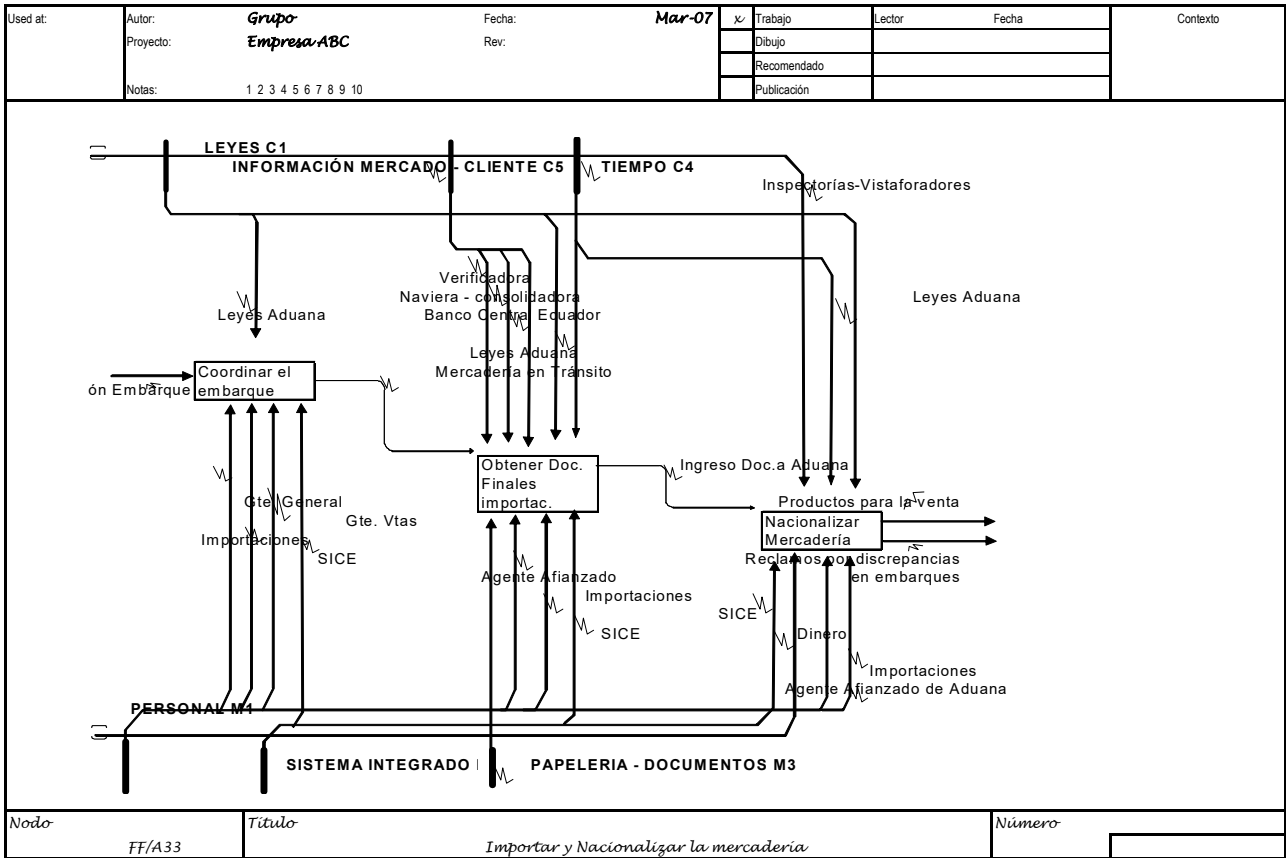 Used at:
Autor: Grupo Fecha: Mar-07
x Trabajo Lector Fecha Contexto
Proyecto: Empresa ABC Rev:
Dibujo
Recomendado
Notas: 1 2 3 4 5 6 7 8 9 10
Publicación
LEYES C1
INFORMACIÓN MERCADO - CLIENTE C5 TIEMPO C4
Inspectorías-Vistaforadores
Verificadora
Naviera - consolidadora
Banco Central Ecuador
Leyes Aduana
Leyes Aduana
Leyes Aduana
Mercadería en Tránsito
ón Embarque
Coordinar el
embarque
Obtener Doc.
Finales
importac.
Ingreso Doc.a Aduana
Productos para la venta
Nacionalizar
Mercadería
Reclamos por discrepancias
en embarques
Gte. General
Gte. Vtas
Importaciones
SICE
Agente Afianzado
Importaciones
SICE
SICE
Dinero
Importaciones
Agente Afianzado de Aduana
PERSONAL M1
SISTEMA INTEGRADO PAPELERIA - DOCUMENTOS M3
Nodo Título Número
FF/A33 Importar y Nacionalizar la mercadería